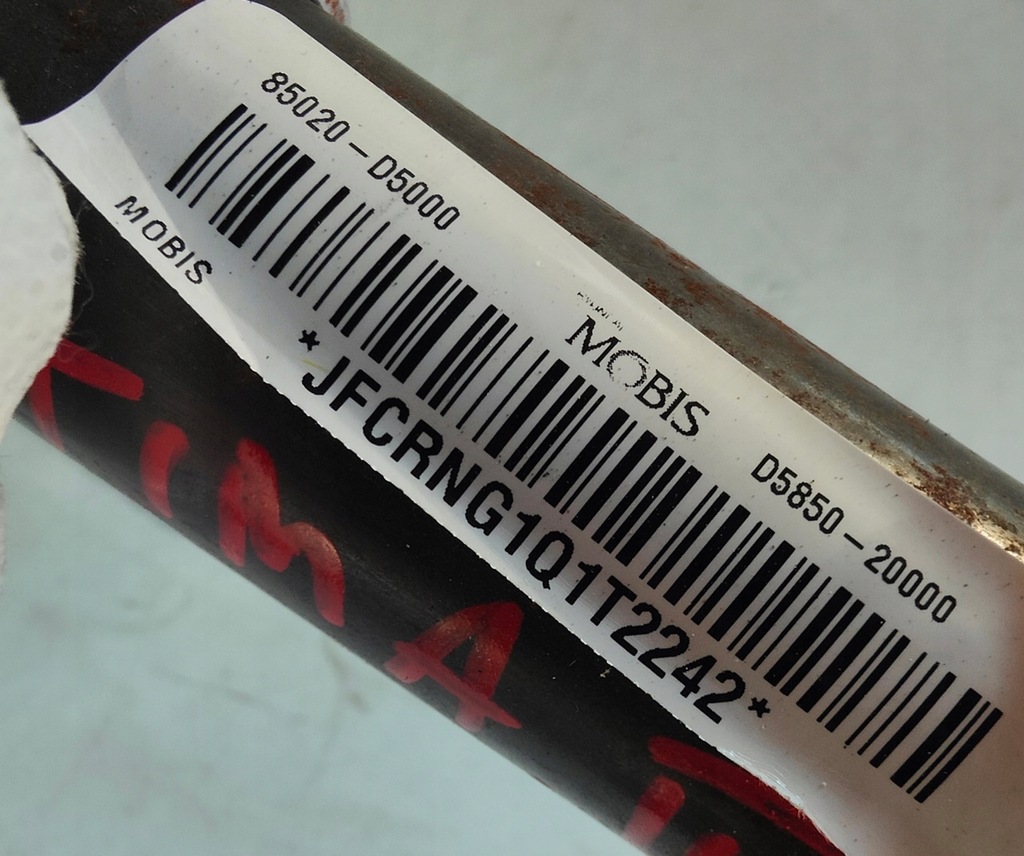 85020-D5000
MOBIS
D5850-20000
MOBIS
*JFCRNG1Q1T2242*